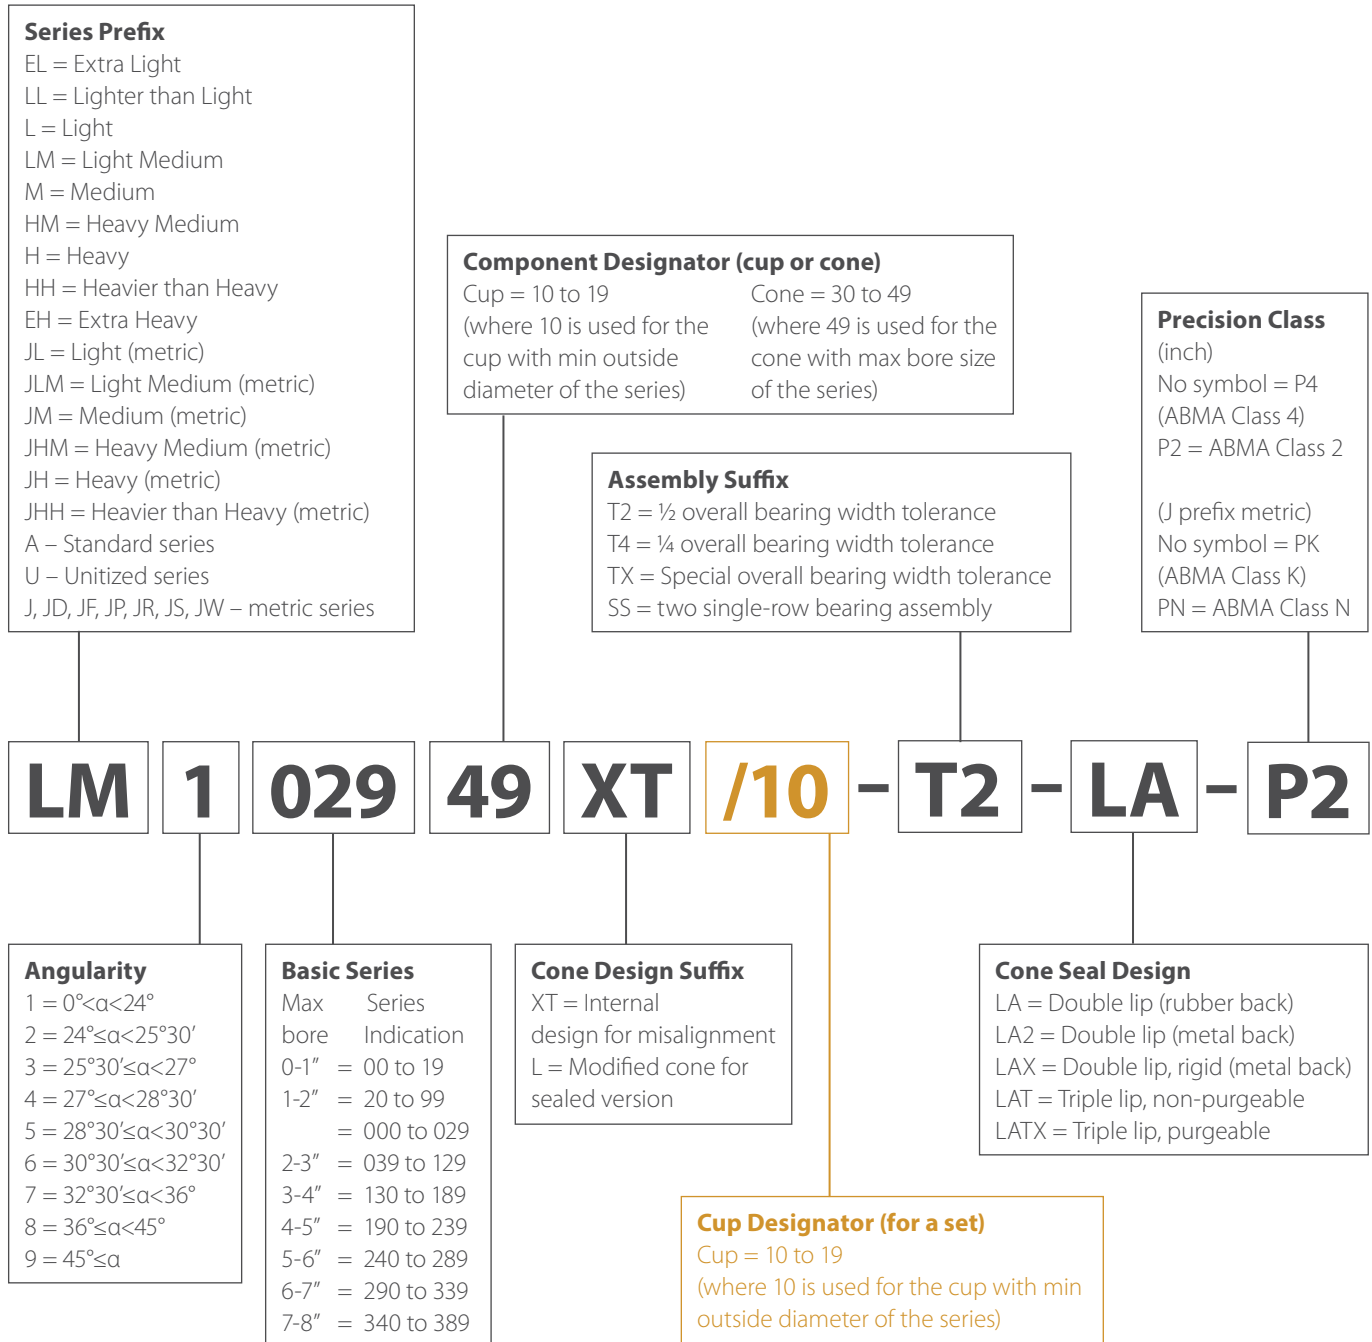 Series Prefix
EL = Extra Light
LL = Lighter than Light
L = Light
LM = Light Medium
M = Medium
HM = Heavy Medium
H = Heavy
HH = Heavier than Heavy
EH = Extra Heavy
JL = Light (metric)
JLM = Light Medium (metric)
JM = Medium (metric)
JHM = Heavy Medium (metric)
JH = Heavy (metric)
JHH = Heavier than Heavy (metric)
A – Standard series
U – Unitized series
J, JD, JF, JP, JR, JS, JW – metric series
Component Designator (cup or cone)
Cup = 10 to 19
(where 10 is used for the
cup with min outside
diameter of the series)
Cone = 30 to 49
(where 49 is used for the
cone with max bore size
of the series)
Assembly Suffix
T2 = ½ overall bearing width tolerance
T4 = ¼ overall bearing width tolerance
TX = Special overall bearing width tolerance
SS = two single-row bearing assembly
Precision Class
(inch)
No symbol = P4
(ABMA Class 4)
P2 = ABMA Class 2
(J prefix metric)
No symbol = PK
(ABMA Class K)
PN = ABMA Class N
LM 1 029 49 XT /10 – T2 – LA – P2
Angularity
1 = 0°<α<24°
2 = 24°≤α<25°30′
3 = 25°30′≤α<27°
4 = 27°≤α<28°30′
5 = 28°30′≤α<30°30′
6 = 30°30′≤α<32°30′
7 = 32°30′≤α<36°
8 = 36°≤α<45°
9 = 45°≤α
Basic Series
Max Series
bore Indication
0-1″ = 00 to 19
1-2″ = 20 to 99
= 000 to 029
2-3″ = 039 to 129
3-4″ = 130 to 189
4-5″ = 190 to 239
5-6″ = 240 to 289
6-7″ = 290 to 339
7-8″ = 340 to 389
Cone Design Suffix
XT = Internal
design for misalignment
L = Modified cone for
sealed version
Cup Designator (for a set)
Cup = 10 to 19
(where 10 is used for the cup with min
outside diameter of the series)
Cone Seal Design
LA = Double lip (rubber back)
LA2 = Double lip (metal back)
LAX = Double lip, rigid (metal back)
LAT = Triple lip, non-purgeable
LATX = Triple lip, purgeable